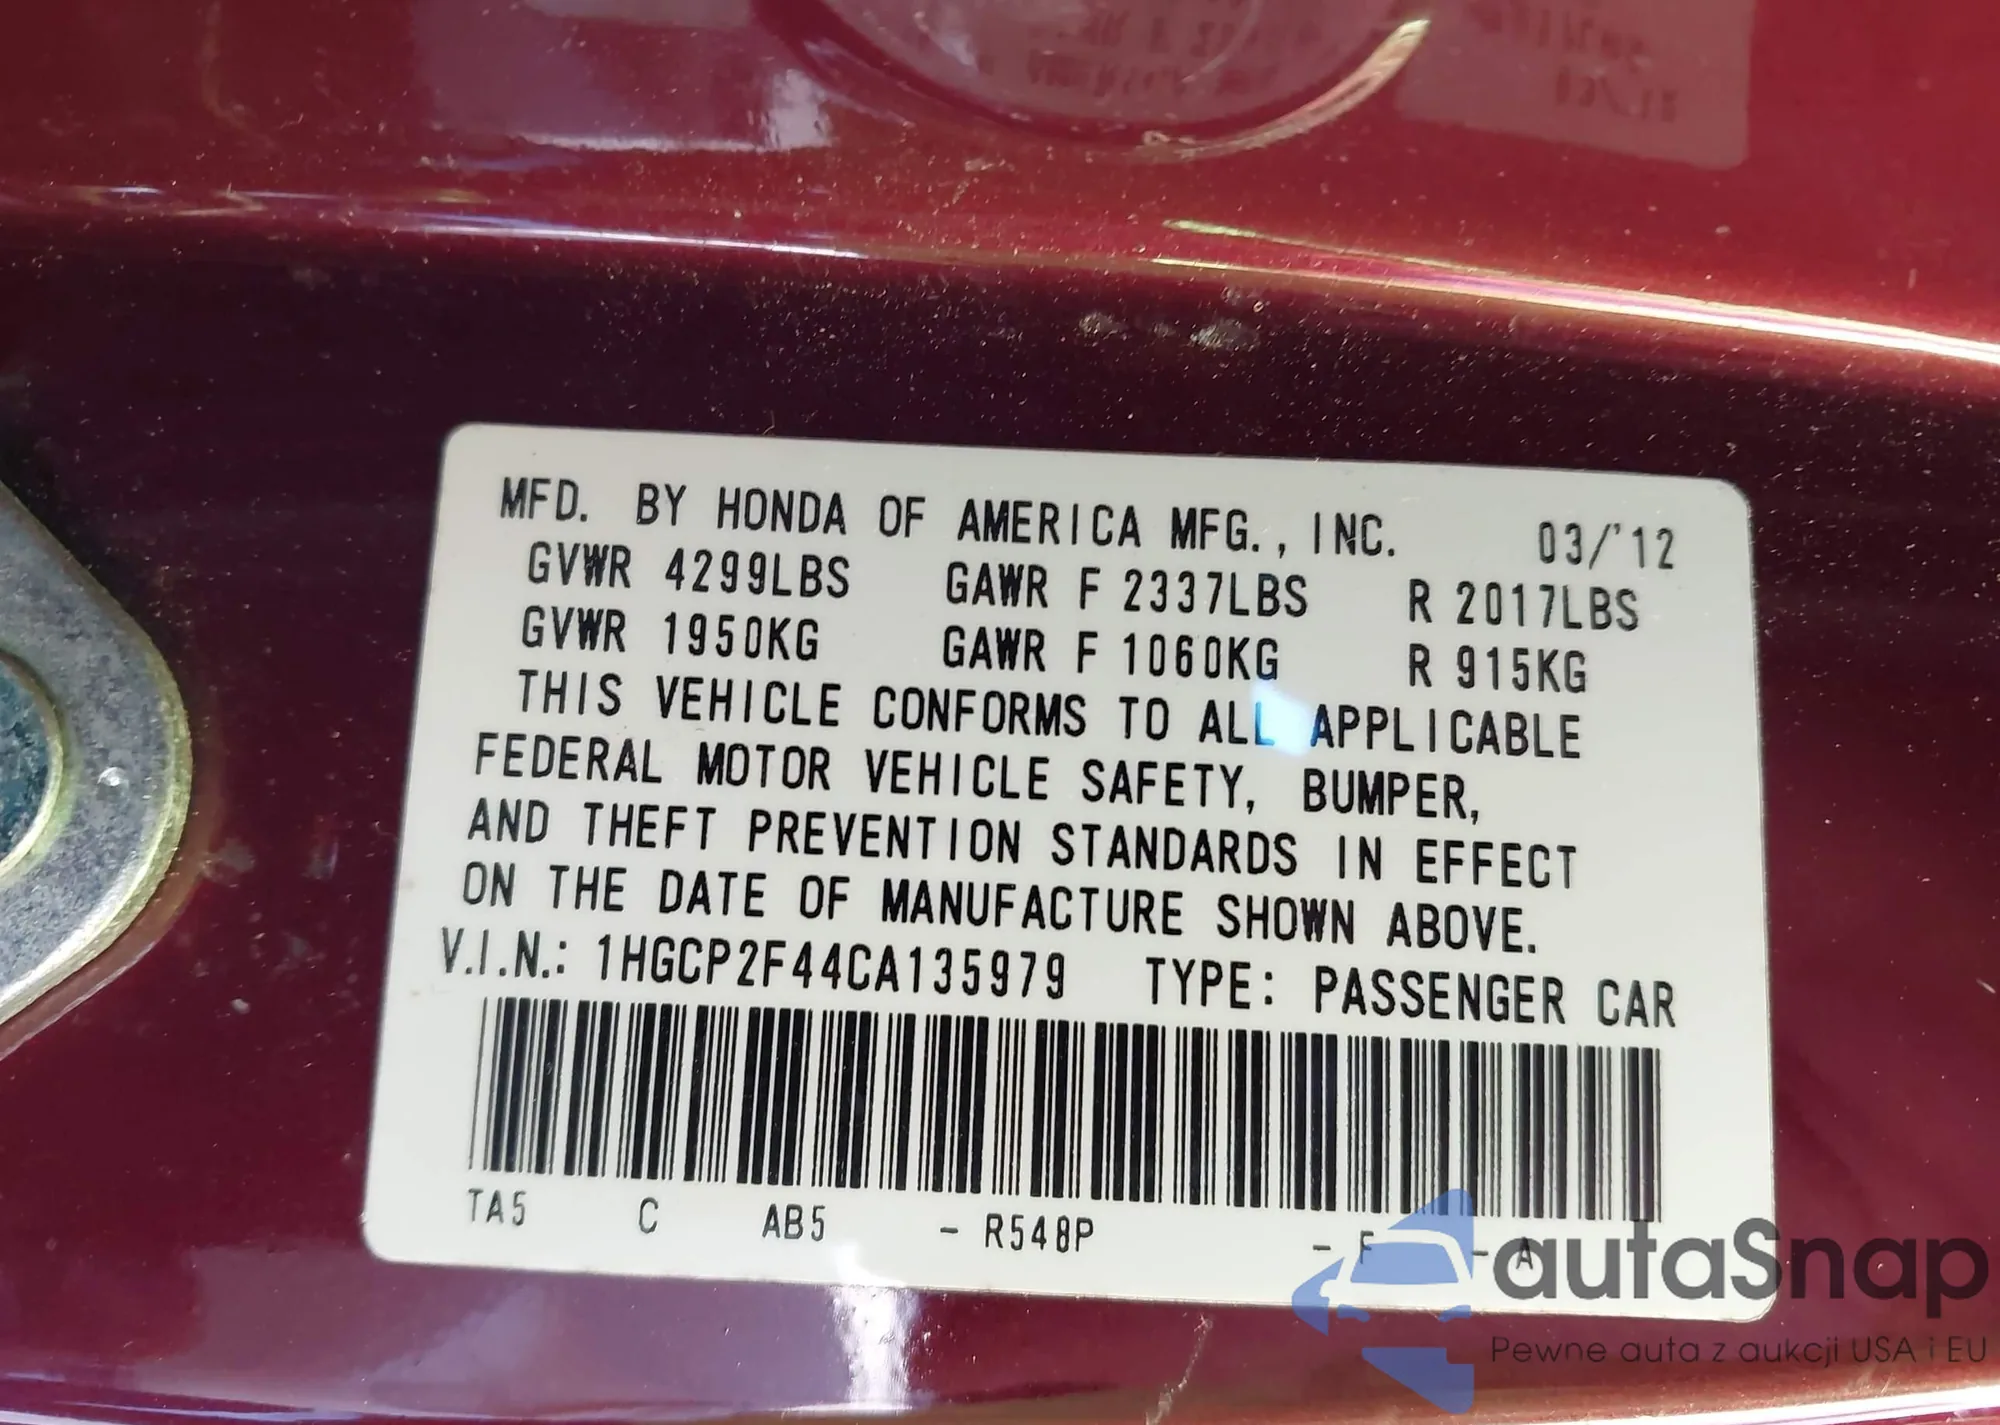 MFD. BY HONDA OF AMERICA MFG., INC. 03/'12
GVWR 4299LBS GAWR F 2337LBS R 2017LBS
GVWR 1950KG GAWR F 1060KG R 915KG
THIS VEHICLE CONFORMS TO ALL APPLICABLE
FEDERAL MOTOR VEHICLE SAFETY, BUMPER,
AND THEFT PREVENTION STANDARDS IN EFFECT
ON THE DATE OF MANUFACTURE SHOWN ABOVE.
V.I.N.: 1HGCP2F44CA135979 TYPE: PASSENGER CAR
TA5 C AB5 - R548P - F - A
autaSnap
Pewne auta z aukcji USA i EU